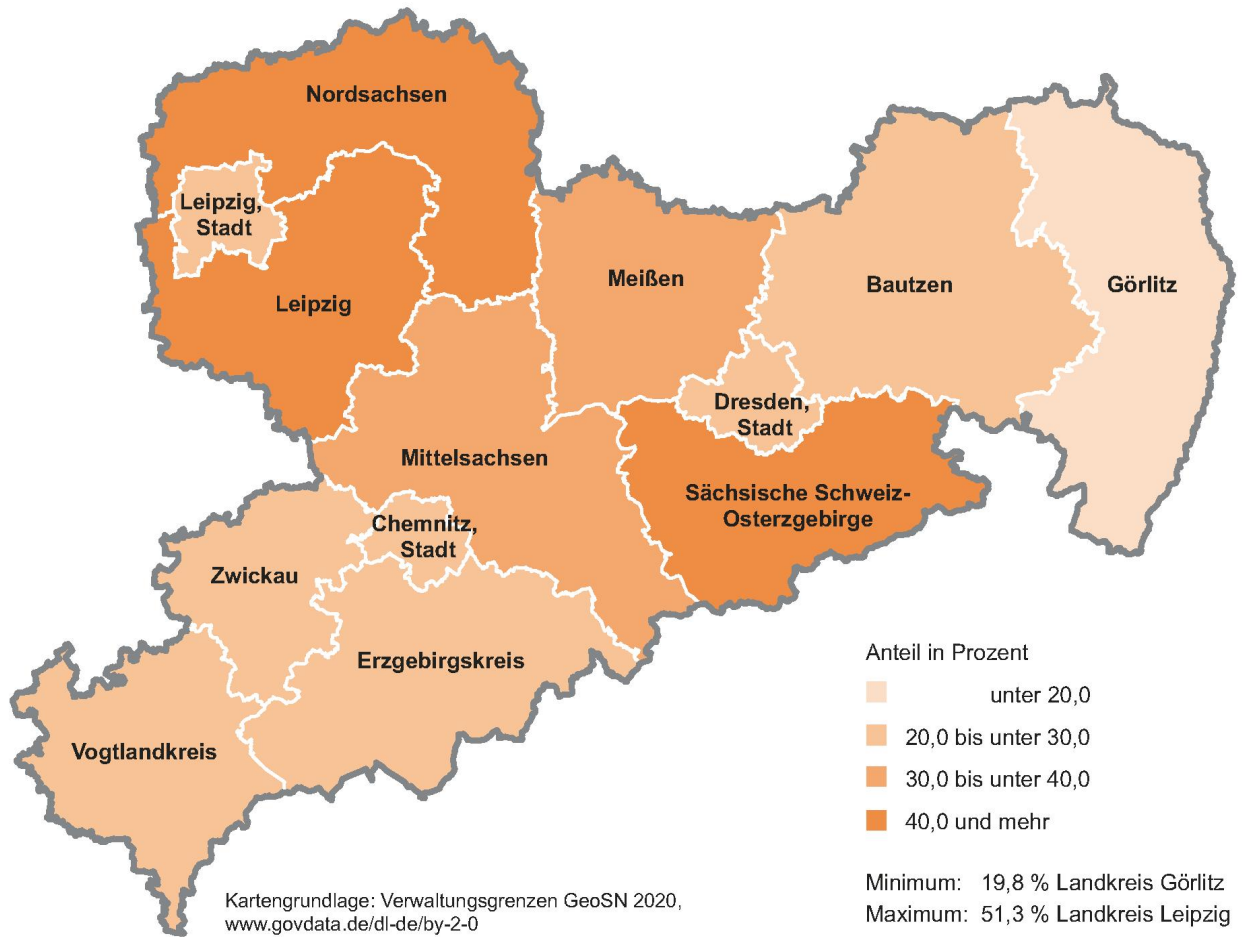 Nordsachsen
Leipzig,
Stadt
Leipzig
Meißen
Bautzen
Görlitz
Dresden,
Stadt
Mittelsachsen
Sächsische Schweiz-
Osterzgebirge
Chemnitz,
Stadt
Zwickau
Erzgebirgskreis
Vogtlandkreis
Anteil in Prozent
unter 20,0
20,0 bis unter 30,0
30,0 bis unter 40,0
40,0 und mehr
Minimum: 19,8 % Landkreis Görlitz
Maximum: 51,3 % Landkreis Leipzig
Kartengrundlage: Verwaltungsgrenzen GeoSN 2020,
www.govdata.de/dl-de/by-2-0